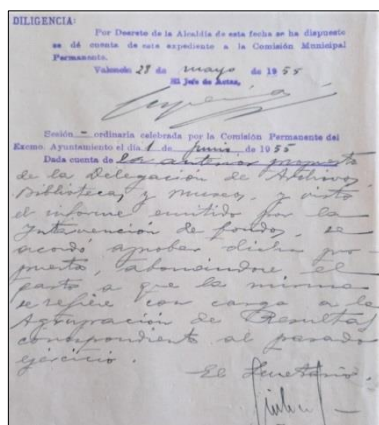 DILIGENCIA:
Por Decreto de la Alcaldía de esta fecha se ha dispuesto
se dé cuenta de este expediente a la Comisión Municipal
Permanente.
Valencia 28 de mayo de 1955
El Jefe de Actas,
Sesión - ordinaria celebrada por la Comisión Permanente del
Excmo. Ayuntamiento el día 1 de junio de 1955
Dada cuenta de la anterior propuesta
de la Delegación de Archivos,
Bibliotecas y Museos, y visto
el informe emitido por la
Intervención de fondos, se
acordó aprobar dicha pro-
puesta, abonándose el
gasto a que la misma
se refiere con cargo a la
Agrupación de Resultas
correspondiente al pasado
ejercicio.
El Secretario.